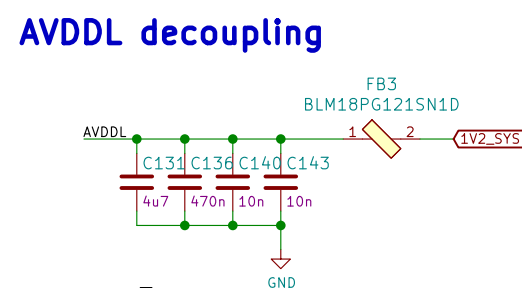 AVDDL decoupling
FB3
BLM18PG121SN1D
AVDDL
1
2
1V2_SYS
C131
C136
C140
C143
4u7
470n
10n
10n
GND